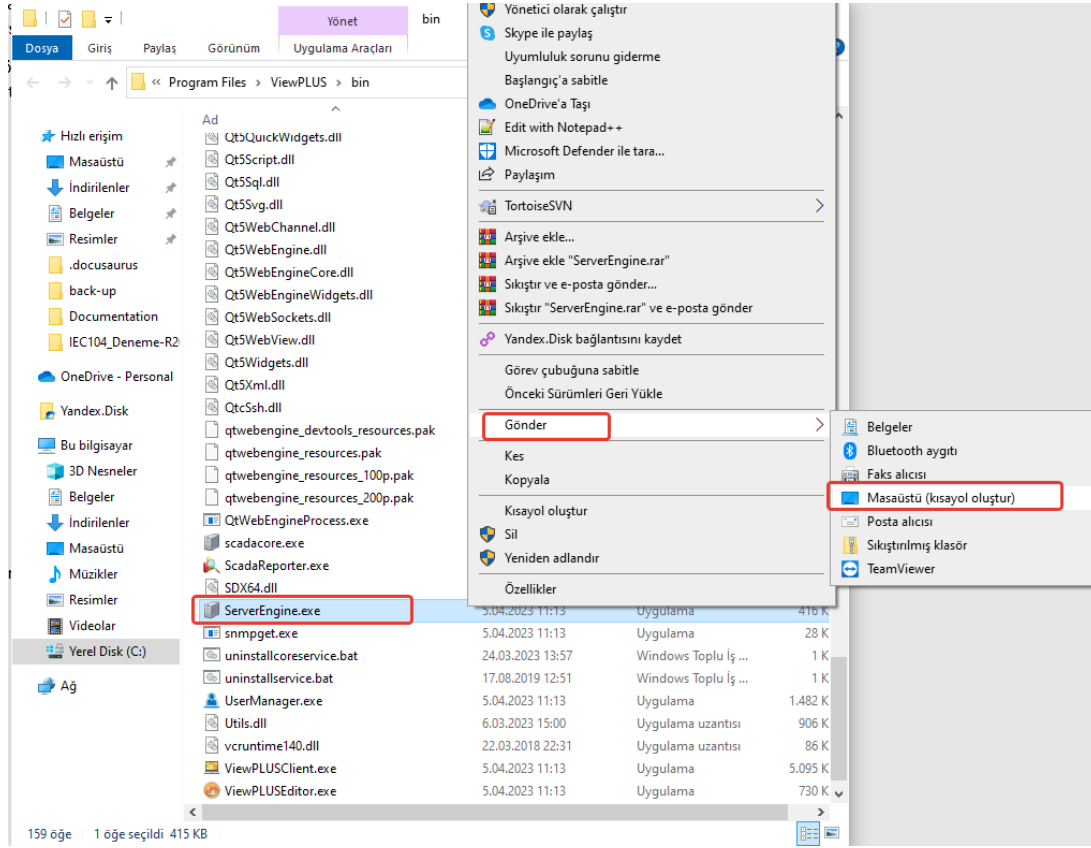 Yönet
bin
Dosya
Giriş
Paylaş
Görünüm
Uygulama Araçları
« Program Files › ViewPLUS › bin
Ad
Hızlı erişim
Masaüstü
İndirilenler
Belgeler
Resimler
.docusaurus
back-up
Documentation
IEC104_Deneme-R2
OneDrive - Personal
Yandex.Disk
Bu bilgisayar
3D Nesneler
Belgeler
İndirilenler
Masaüstü
Müzikler
Resimler
Videolar
Yerel Disk (C:)
Ağ
Qt5QuickWidgets.dll
Qt5Script.dll
Qt5Sql.dll
Qt5Svg.dll
Qt5WebChannel.dll
Qt5WebEngine.dll
Qt5WebEngineCore.dll
Qt5WebEngineWidgets.dll
Qt5WebSockets.dll
Qt5WebView.dll
Qt5Widgets.dll
Qt5Xml.dll
QtcSsh.dll
qtwebengine_devtools_resources.pak
qtwebengine_resources.pak
qtwebengine_resources_100p.pak
qtwebengine_resources_200p.pak
QtWebEngineProcess.exe
scadacore.exe
ScadaReporter.exe
SDX64.dll
ServerEngine.exe 5.04.2023 11:13 Uygulama 416 K
snmpget.exe 5.04.2023 11:13 Uygulama 28 K
uninstallcoreservice.bat 24.03.2023 13:57 Windows Toplu İş ... 1 K
uninstallservice.bat 17.08.2019 12:51 Windows Toplu İş ... 1 K
UserManager.exe 5.04.2023 11:13 Uygulama 1.482 K
Utils.dll 6.03.2023 15:00 Uygulama uzantısı 906 K
vcruntime140.dll 22.03.2018 22:31 Uygulama uzantısı 86 K
ViewPLUSClient.exe 5.04.2023 11:13 Uygulama 5.095 K
ViewPLUSEditor.exe 5.04.2023 11:13 Uygulama 730 K
Yönetici olarak çalıştır
Skype ile paylaş
Uyumluluk sorunu giderme
Başlangıç'a sabitle
OneDrive'a Taşı
Edit with Notepad++
Microsoft Defender ile tara...
Paylaşım
TortoiseSVN
Arşive ekle...
Arşive ekle "ServerEngine.rar"
Sıkıştır ve e-posta gönder...
Sıkıştır "ServerEngine.rar" ve e-posta gönder
Yandex.Disk bağlantısını kaydet
Görev çubuğuna sabitle
Önceki Sürümleri Geri Yükle
Gönder
Kes
Kopyala
Kısayol oluştur
Sil
Yeniden adlandır
Özellikler
Belgeler
Bluetooth aygıtı
Faks alıcısı
Masaüstü (kısayol oluştur)
Posta alıcısı
Sıkıştırılmış klasör
TeamViewer
159 öğe 1 öğe seçildi 415 KB